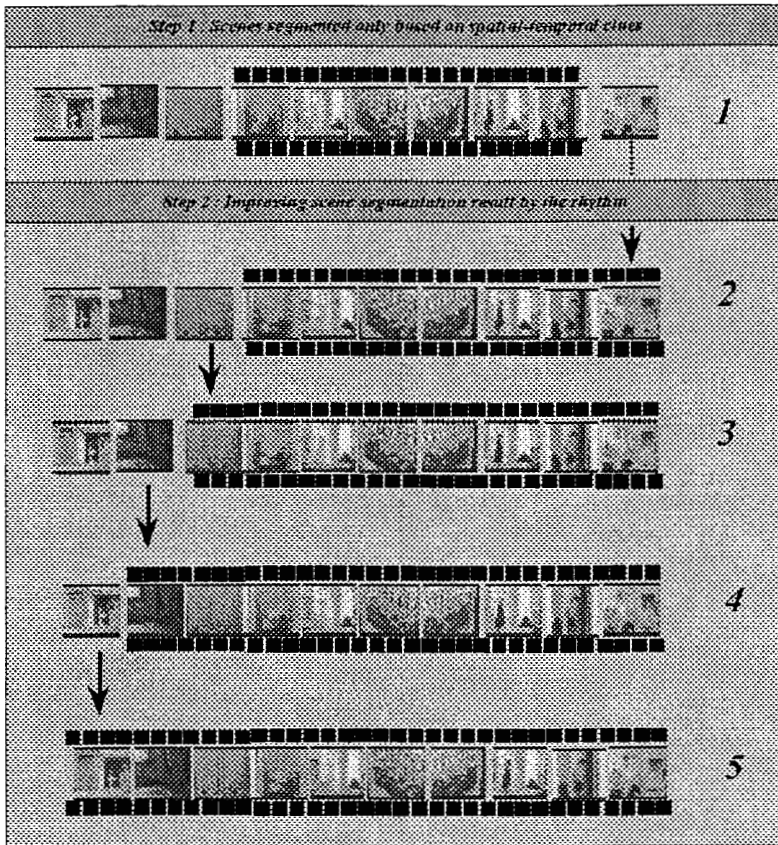 Step 1 : Scenes segmented only based on spatial-temporal clues
1
Step 2 : Improving scene segmentation result by the rhythm
2
3
4
5